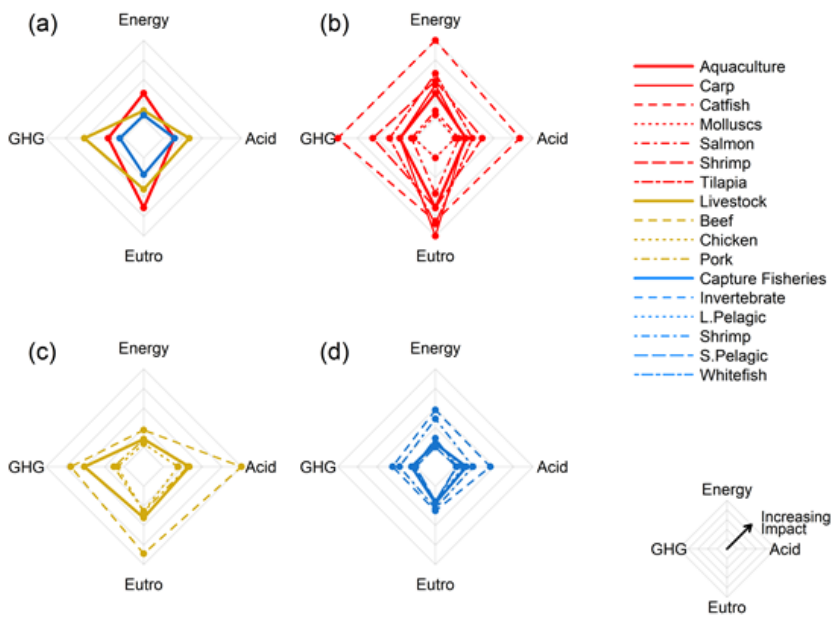 (a)
Energy
GHG
Acid
Eutro
(b)
Energy
GHG
Acid
Eutro
Aquaculture
Carp
Catfish
Molluscs
Salmon
Shrimp
Tilapia
Livestock
Beef
Chicken
Pork
Capture Fisheries
Invertebrate
L.Pelagic
Shrimp
S.Pelagic
Whitefish
(c)
Energy
GHG
Acid
Eutro
(d)
Energy
GHG
Acid
Eutro
Energy
Increasing
Impact
GHG
Acid
Eutro